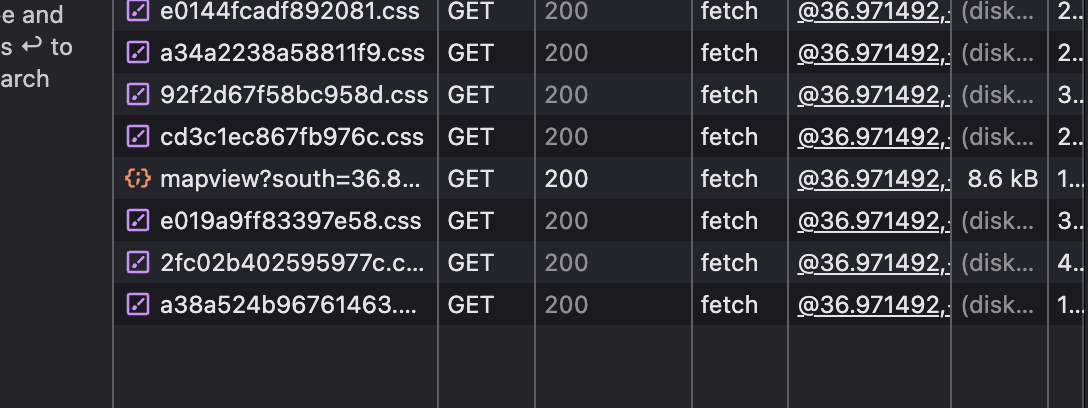 e and
s ↩ to
arch
e0144fcadf892081.css GET 200 fetch @36.971492,- (disk... 2..
a34a2238a58811f9.css GET 200 fetch @36.971492,- (disk... 2..
92f2d67f58bc958d.css GET 200 fetch @36.971492,- (disk... 3..
cd3c1ec867fb976c.css GET 200 fetch @36.971492,- (disk... 2..
mapview?south=36.8... GET 200 fetch @36.971492,- 8.6 kB 1...
e019a9ff83397e58.css GET 200 fetch @36.971492,- (disk... 3..
2fc02b402595977c.c... GET 200 fetch @36.971492,- (disk... 4..
a38a524b96761463.... GET 200 fetch @36.971492,- (disk... 1...